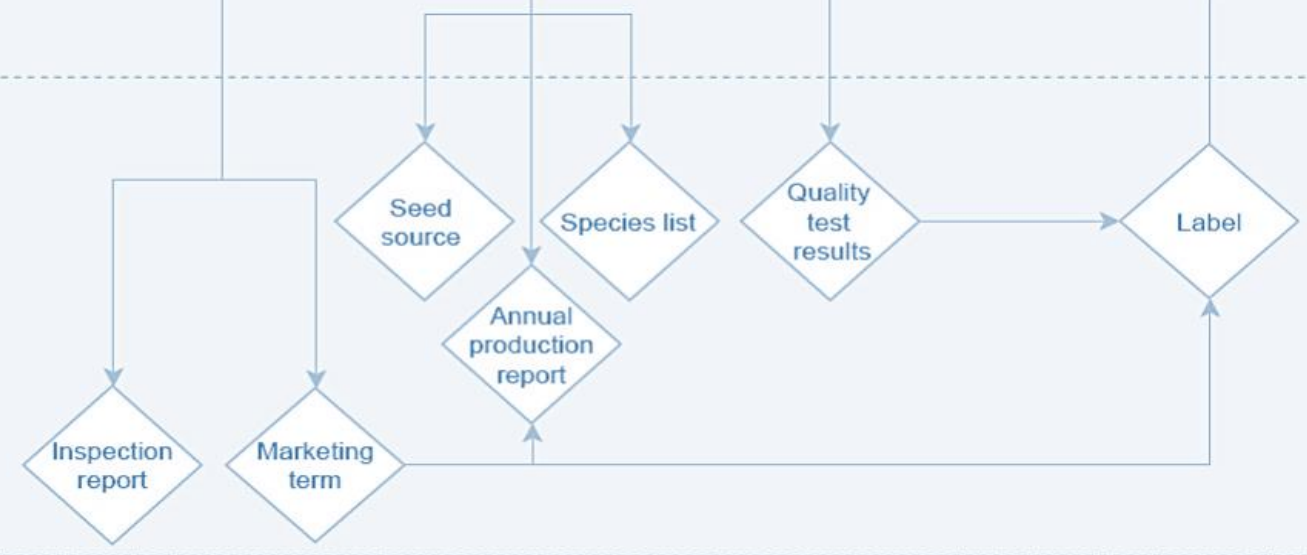 Seed
source
Species list
Quality
test
results
Label
Annual
production
report
Inspection
report
Marketing
term